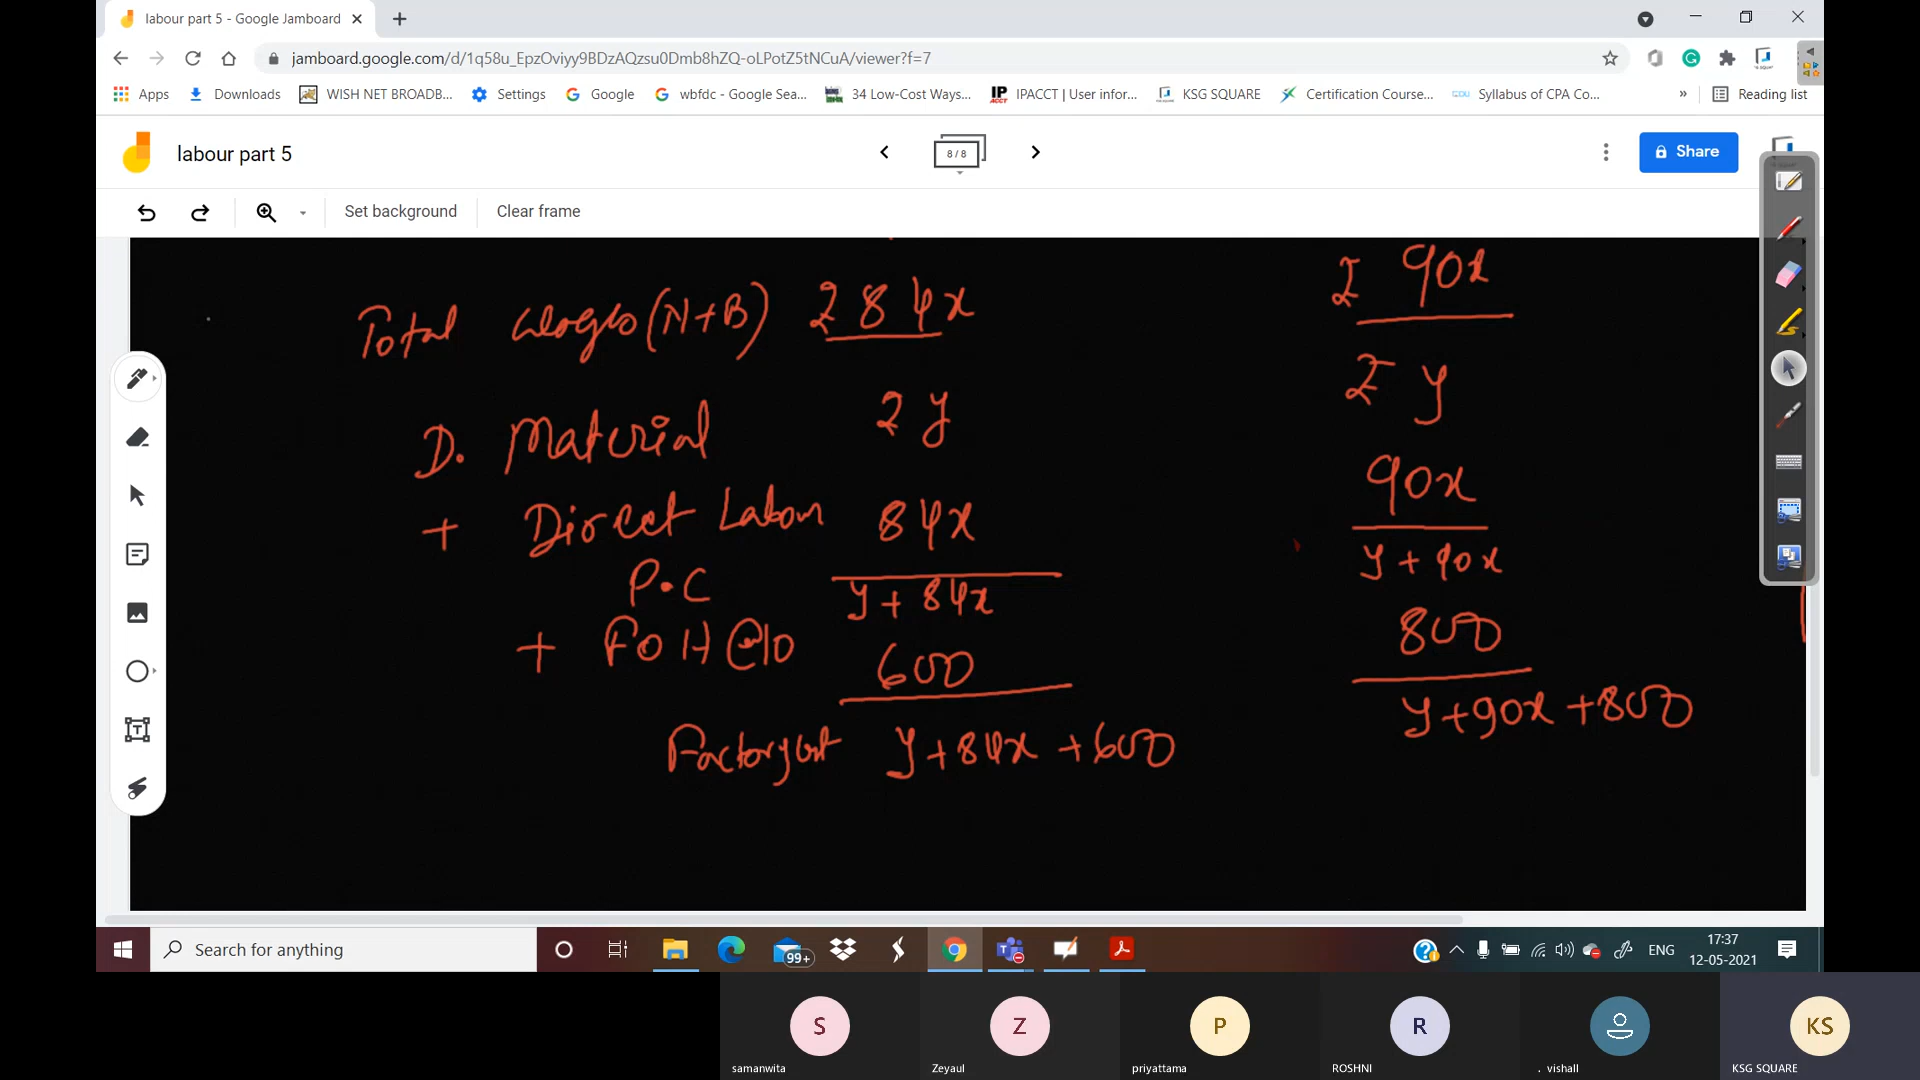 labour part 5 - Google Jamboard
jamboard.google.com/d/1q58u_EpzOviyy9BDzAQzsu0Dmb8hZQ-oLPotZ5tNCuA/viewer?f=7
Apps Downloads WISH NET BROADB... Settings Google wbfdc - Google Sea... 34 Low-Cost Ways... IPACCT | User infor... KSG SQUARE Certification Course... Syllabus of CPA Co... » Reading list
labour part 5
8 / 8
Share
Set background Clear frame
Σ 90x
Total (N+B) 284x
Σ y
D. Material 2 y
90x
+ Direct Labour 84x
y + 90x
P.C y + 84x
800
+ FOH @10 600
y+90x+800
Factory cost y+84x+600
Search for anything
99+
ENG
17:37
12-05-2021
S Z P R KS
samanwita Zeyaul priyattama ROSHNI . vishall KSG SQUARE